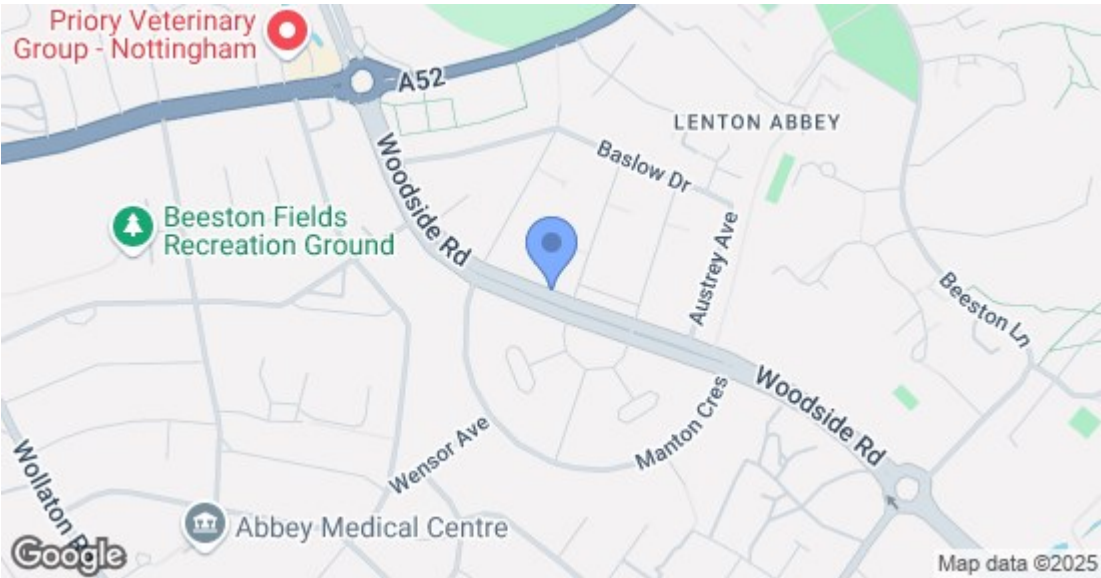 Priory Veterinary
Group - Nottingham
A52
LENTON ABBEY
Baslow Dr
Woodside Rd
Beeston Fields
Recreation Ground
Austrey Ave
Beeston Ln
Woodside Rd
Manton Cres
Wensor Ave
Wollaton
Abbey Medical Centre
Google
Map data ©2025